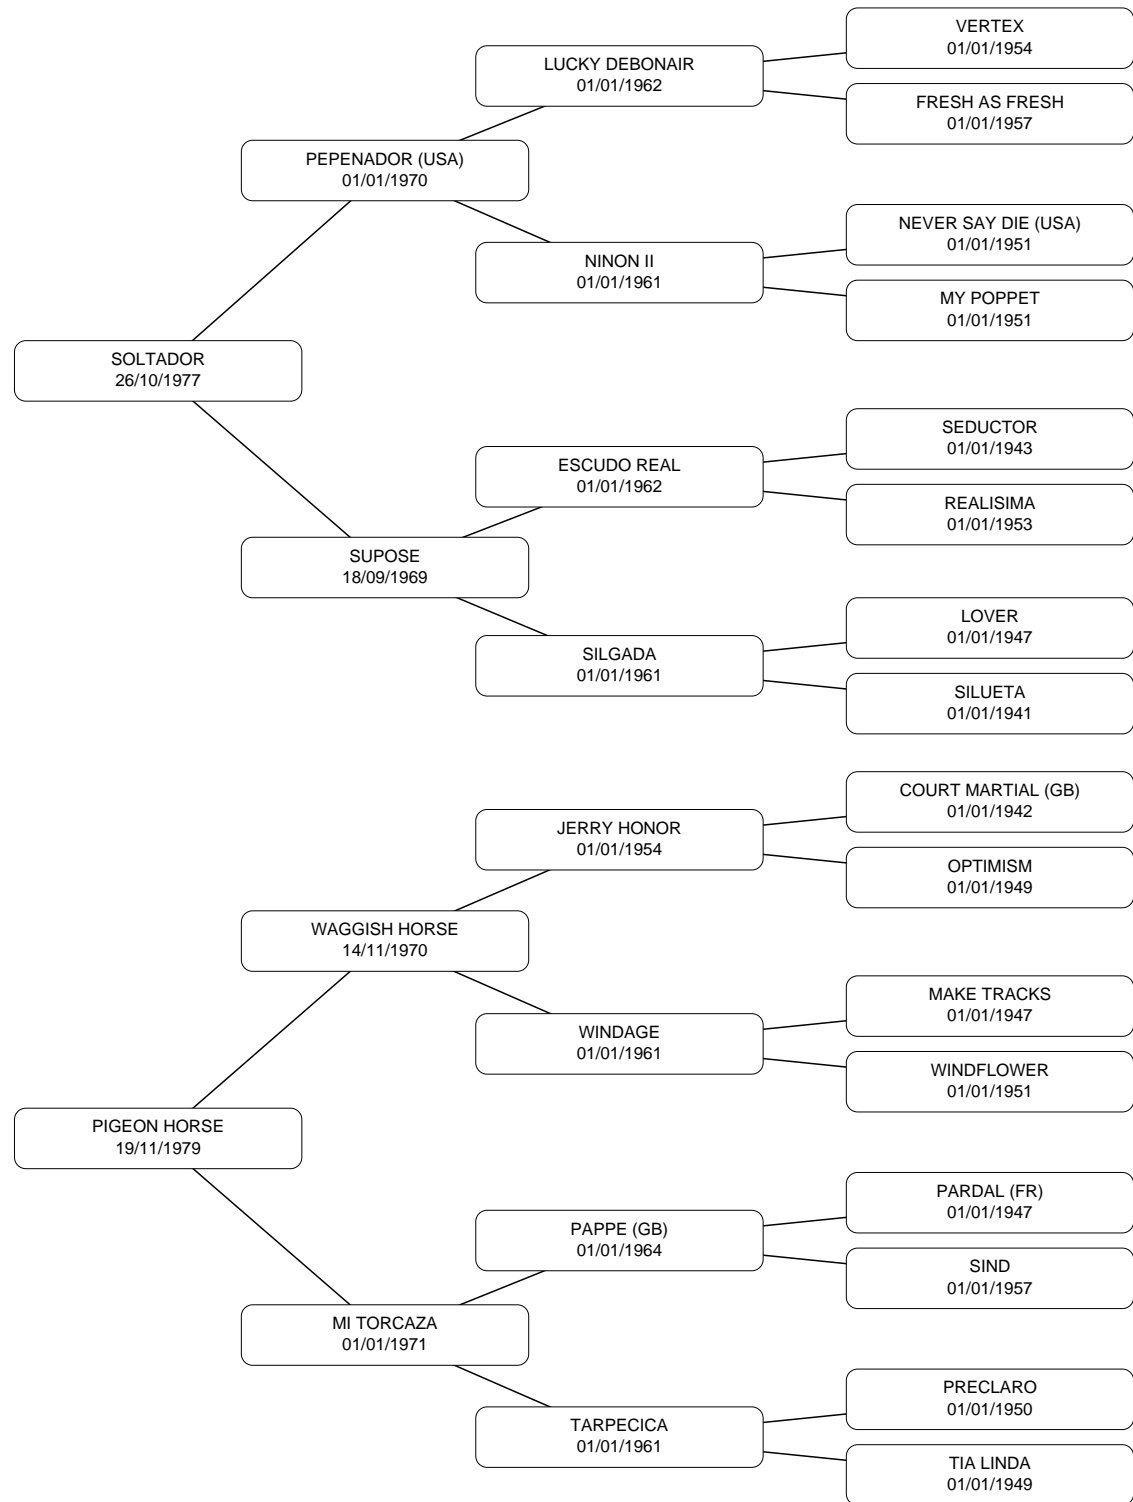 VERTEX
01/01/1954
LUCKY DEBONAIR
01/01/1962
FRESH AS FRESH
01/01/1957
PEPENADOR (USA)
01/01/1970
NEVER SAY DIE (USA)
01/01/1951
NINON II
01/01/1961
MY POPPET
01/01/1951
SOLTADOR
26/10/1977
SEDUCTOR
01/01/1943
ESCUDO REAL
01/01/1962
REALISIMA
01/01/1953
SUPOSE
18/09/1969
LOVER
01/01/1947
SILGADA
01/01/1961
SILUETA
01/01/1941
COURT MARTIAL (GB)
01/01/1942
JERRY HONOR
01/01/1954
OPTIMISM
01/01/1949
WAGGISH HORSE
14/11/1970
MAKE TRACKS
01/01/1947
WINDAGE
01/01/1961
WINDFLOWER
01/01/1951
PIGEON HORSE
19/11/1979
PARDAL (FR)
01/01/1947
PAPPE (GB)
01/01/1964
SIND
01/01/1957
MI TORCAZA
01/01/1971
PRECLARO
01/01/1950
TARPECICA
01/01/1961
TIA LINDA
01/01/1949